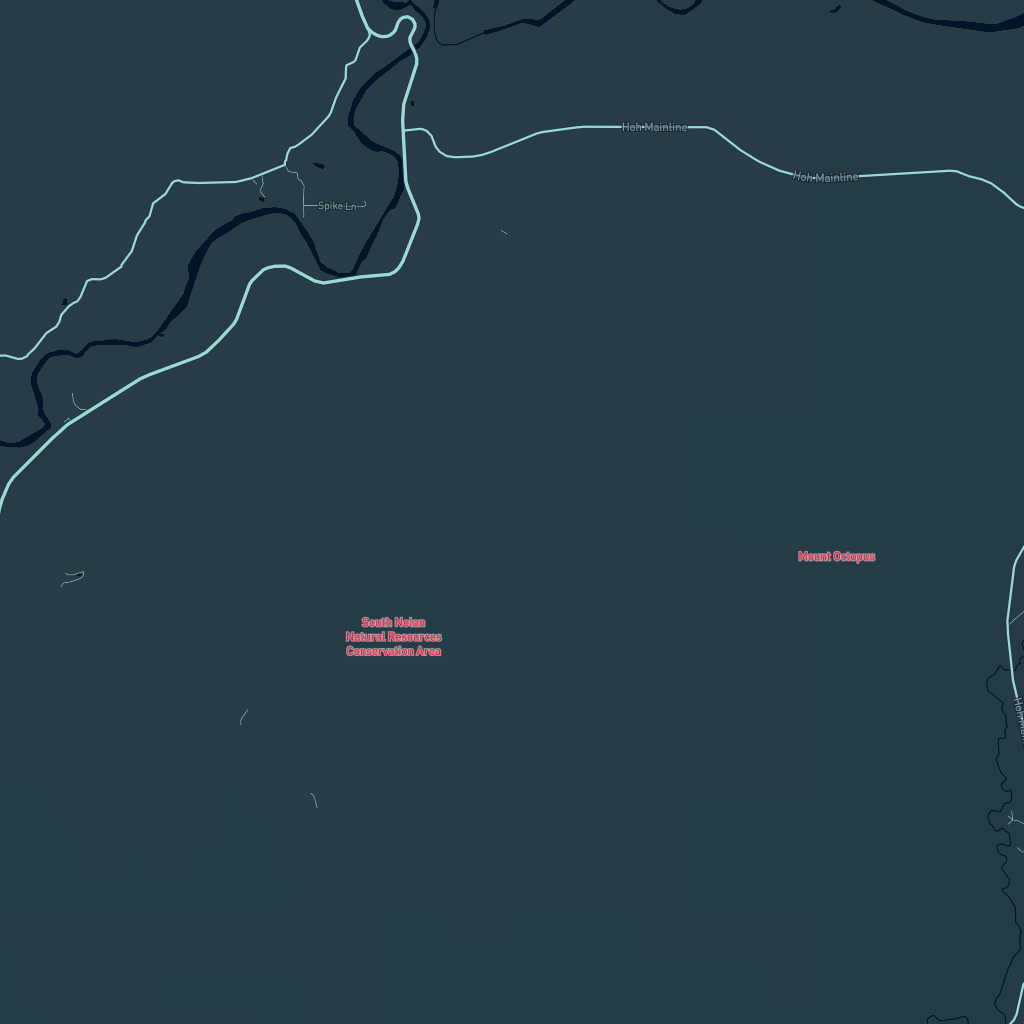 Hoh Mainline
Hoh Mainline
Spike Ln
Mount Octopus
South Nolan
Natural Resources
Conservation Area